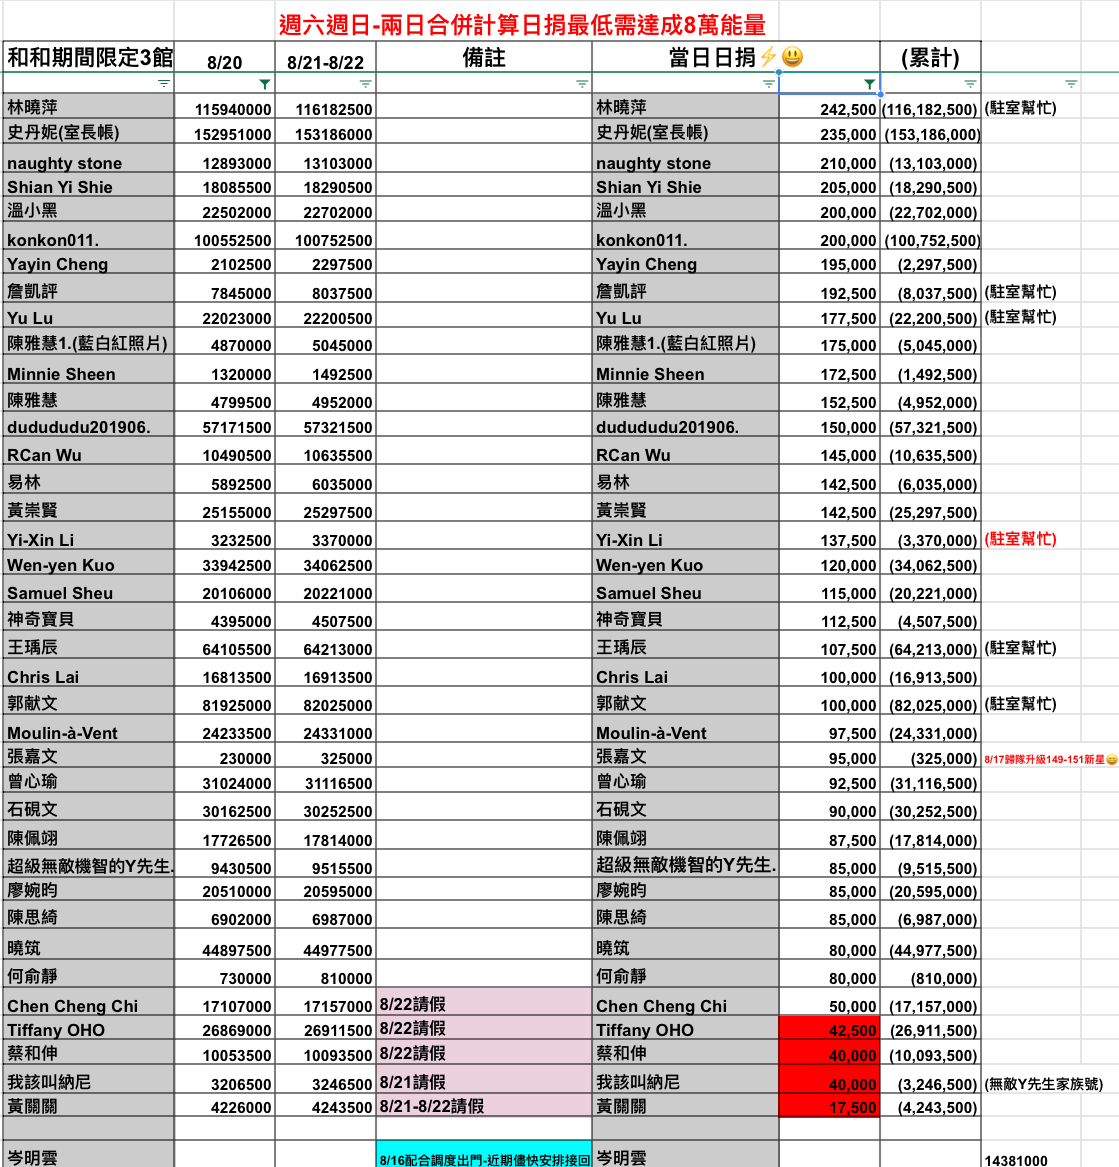 週六週日-兩日合併計算日捐最低需達成8萬能量
和和期間限定3館 8/20 8/21-8/22 備註 當日日捐⚡😃 (累計)
林曉萍 115940000 116182500 林曉萍 242,500 (116,182,500) (駐室幫忙)
史丹妮(室長帳) 152951000 153186000 史丹妮(室長帳) 235,000 (153,186,000)
naughty stone 12893000 13103000 naughty stone 210,000 (13,103,000)
Shian Yi Shie 18085500 18290500 Shian Yi Shie 205,000 (18,290,500)
溫小黑 22502000 22702000 溫小黑 200,000 (22,702,000)
konkon011. 100552500 100752500 konkon011. 200,000 (100,752,500)
Yayin Cheng 2102500 2297500 Yayin Cheng 195,000 (2,297,500)
詹凱評 7845000 8037500 詹凱評 192,500 (8,037,500) (駐室幫忙)
Yu Lu 22023000 22200500 Yu Lu 177,500 (22,200,500) (駐室幫忙)
陳雅慧1.(藍白紅照片) 4870000 5045000 陳雅慧1.(藍白紅照片) 175,000 (5,045,000)
Minnie Sheen 1320000 1492500 Minnie Sheen 172,500 (1,492,500)
陳雅慧 4799500 4952000 陳雅慧 152,500 (4,952,000)
dudududu201906. 57171500 57321500 dudududu201906. 150,000 (57,321,500)
RCan Wu 10490500 10635500 RCan Wu 145,000 (10,635,500)
易林 5892500 6035000 易林 142,500 (6,035,000)
黃崇賢 25155000 25297500 黃崇賢 142,500 (25,297,500)
Yi-Xin Li 3232500 3370000 Yi-Xin Li 137,500 (3,370,000) (駐室幫忙)
Wen-yen Kuo 33942500 34062500 Wen-yen Kuo 120,000 (34,062,500)
Samuel Sheu 20106000 20221000 Samuel Sheu 115,000 (20,221,000)
神奇寶貝 4395000 4507500 神奇寶貝 112,500 (4,507,500)
王瑀辰 64105500 64213000 王瑀辰 107,500 (64,213,000) (駐室幫忙)
Chris Lai 16813500 16913500 Chris Lai 100,000 (16,913,500)
郭献文 81925000 82025000 郭献文 100,000 (82,025,000) (駐室幫忙)
Moulin-à-Vent 24233500 24331000 Moulin-à-Vent 97,500 (24,331,000)
張嘉文 230000 325000 張嘉文 95,000 (325,000) 8/17歸隊升級149-151新星😄
曾心瑜 31024000 31116500 曾心瑜 92,500 (31,116,500)
石硯文 30162500 30252500 石硯文 90,000 (30,252,500)
陳佩翊 17726500 17814000 陳佩翊 87,500 (17,814,000)
超級無敵機智的Y先生. 9430500 9515500 超級無敵機智的Y先生. 85,000 (9,515,500)
廖婉昀 20510000 20595000 廖婉昀 85,000 (20,595,000)
陳思綺 6902000 6987000 陳思綺 85,000 (6,987,000)
曉筑 44897500 44977500 曉筑 80,000 (44,977,500)
何俞靜 730000 810000 何俞靜 80,000 (810,000)
Chen Cheng Chi 17107000 17157000 8/22請假 Chen Cheng Chi 50,000 (17,157,000)
Tiffany OHO 26869000 26911500 8/22請假 Tiffany OHO 42,500 (26,911,500)
蔡和伸 10053500 10093500 8/22請假 蔡和伸 40,000 (10,093,500)
我該叫納尼 3206500 3246500 8/21請假 我該叫納尼 40,000 (3,246,500) (無敵Y先生家族號)
黃關關 4226000 4243500 8/21-8/22請假 黃關關 17,500 (4,243,500)
岑明雲 8/16配合調度出門-近期儘快安排接回 岑明雲 14381000